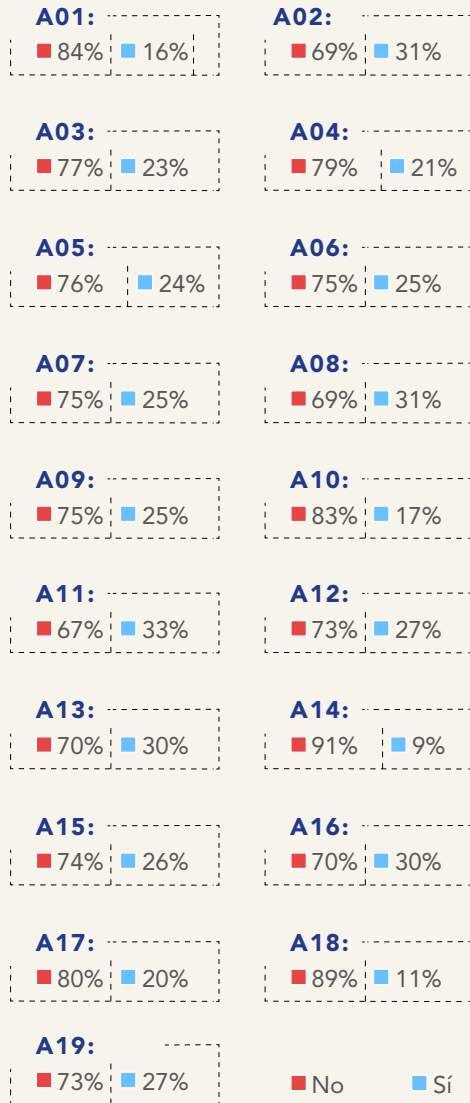 A01: A02:
84% 16% 69% 31%
A03: A04:
77% 23% 79% 21%
A05: A06:
76% 24% 75% 25%
A07: A08:
75% 25% 69% 31%
A09: A10:
75% 25% 83% 17%
A11: A12:
67% 33% 73% 27%
A13: A14:
70% 30% 91% 9%
A15: A16:
74% 26% 70% 30%
A17: A18:
80% 20% 89% 11%
A19:
73% 27% No Sí